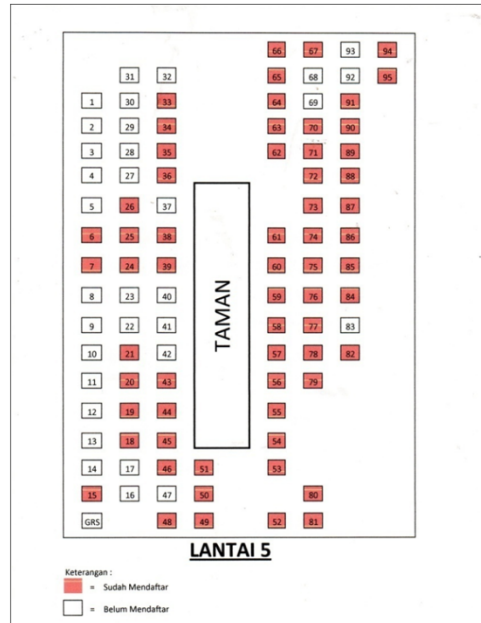 66 67 93 94
31 32 65 68 92 95
1 30 33 64 69 91
2 29 34 63 70 90
3 28 35 62 71 89
4 27 36 72 88
5 26 37 73 87
6 25 38 61 74 86
7 24 39 60 75 85
8 23 40 59 76 84
9 22 41 58 77 83
10 21 42 57 78 82
11 20 43 56 79
12 19 44 55
13 18 45 54
14 17 46 51 53
15 16 47 50 80
GRS 48 49 52 81
TAMAN
LANTAI 5
Keterangan :
= Sudah Mendaftar
= Belum Mendaftar